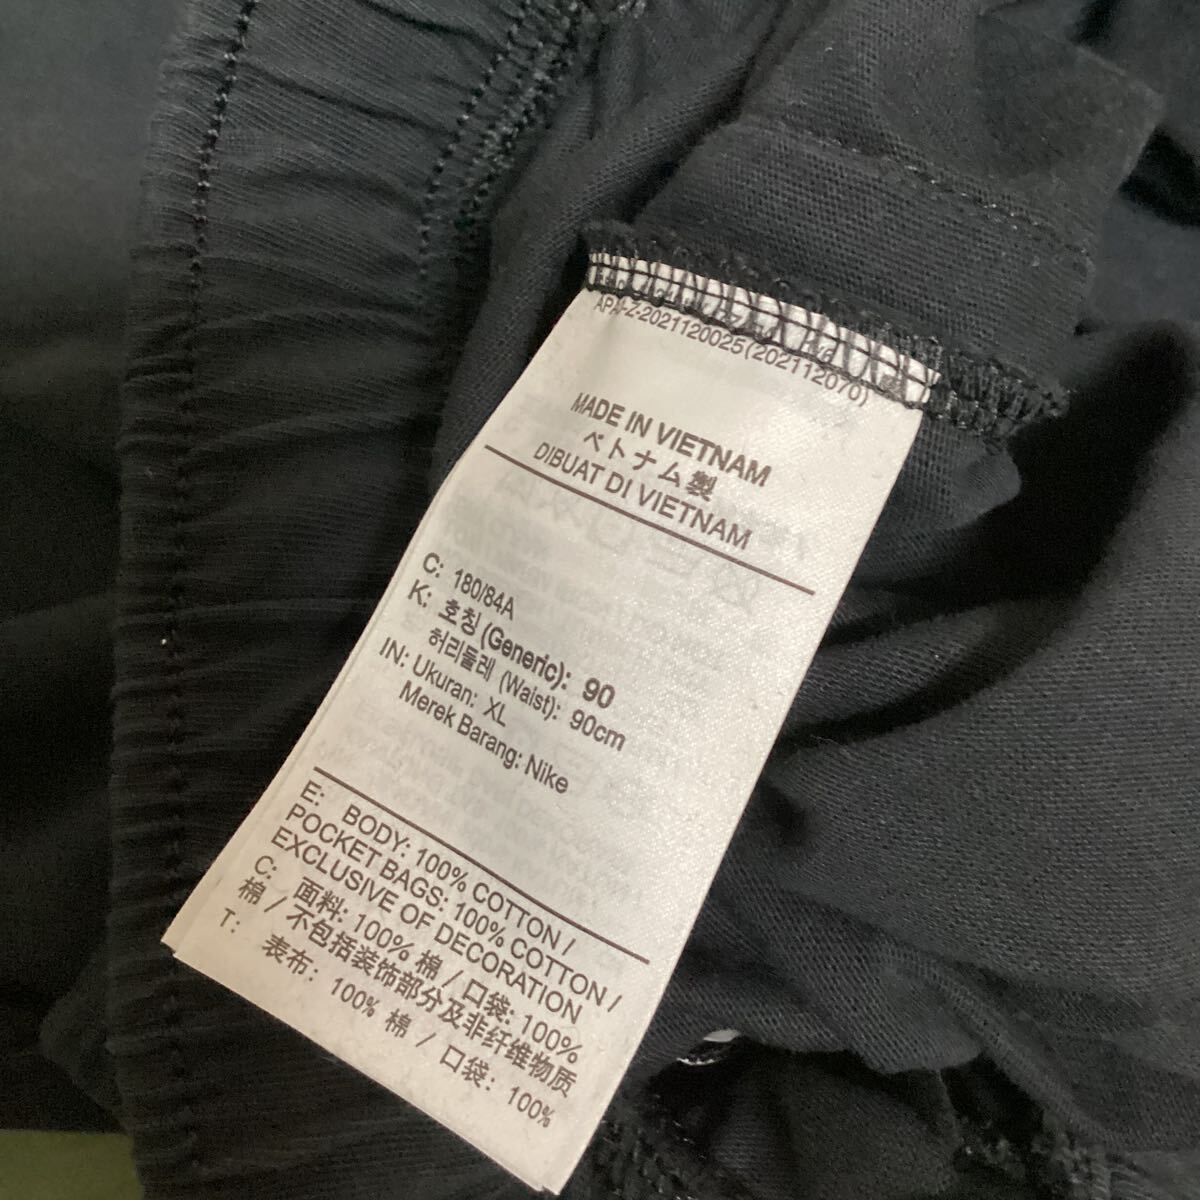 APA-Z-2021120025(202112070)
MADE IN VIETNAM
ベトナム製
DIBUAT DI VIETNAM
C: 180/84A
K: 호칭(Generic): 90
허리둘레 (Waist): 90cm
IN: Ukuran: XL
Merek Barang: Nike
E: BODY: 100% COTTON /
POCKET BAGS: 100% COTTON /
EXCLUSIVE OF DECORATION
C: 面料: 100% 棉 / 口袋: 100%
棉 / 不包括装饰部分及非纤维物质
T: 表布: 100% 棉 / 口袋: 100%